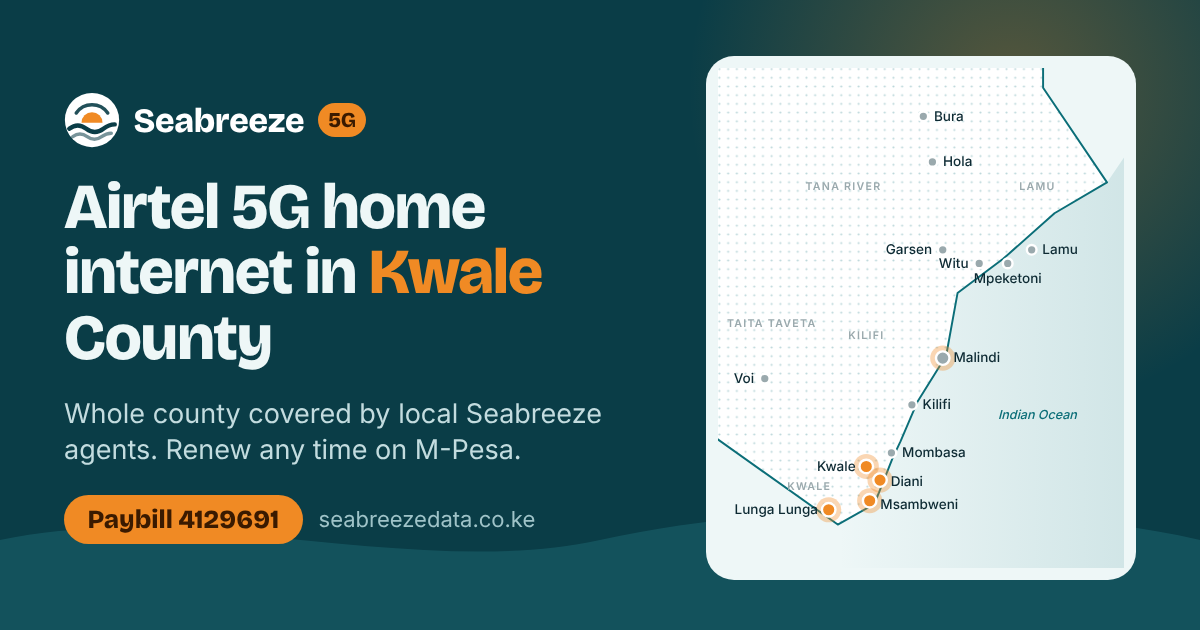 Seabreeze 5G
Airtel 5G home
internet in Kwale
County
Whole county covered by local Seabreeze
agents. Renew any time on M-Pesa.
Paybill 4129691 seabreezedata.co.ke
Bura
Hola
TANA RIVER LAMU
Garsen Lamu
Witu
Mpeketoni
TAITA TAVETA
KILIFI
Malindi
Voi
Kilifi
Indian Ocean
Mombasa
Kwale
Diani
KWALE
Msambweni
Lunga Lunga